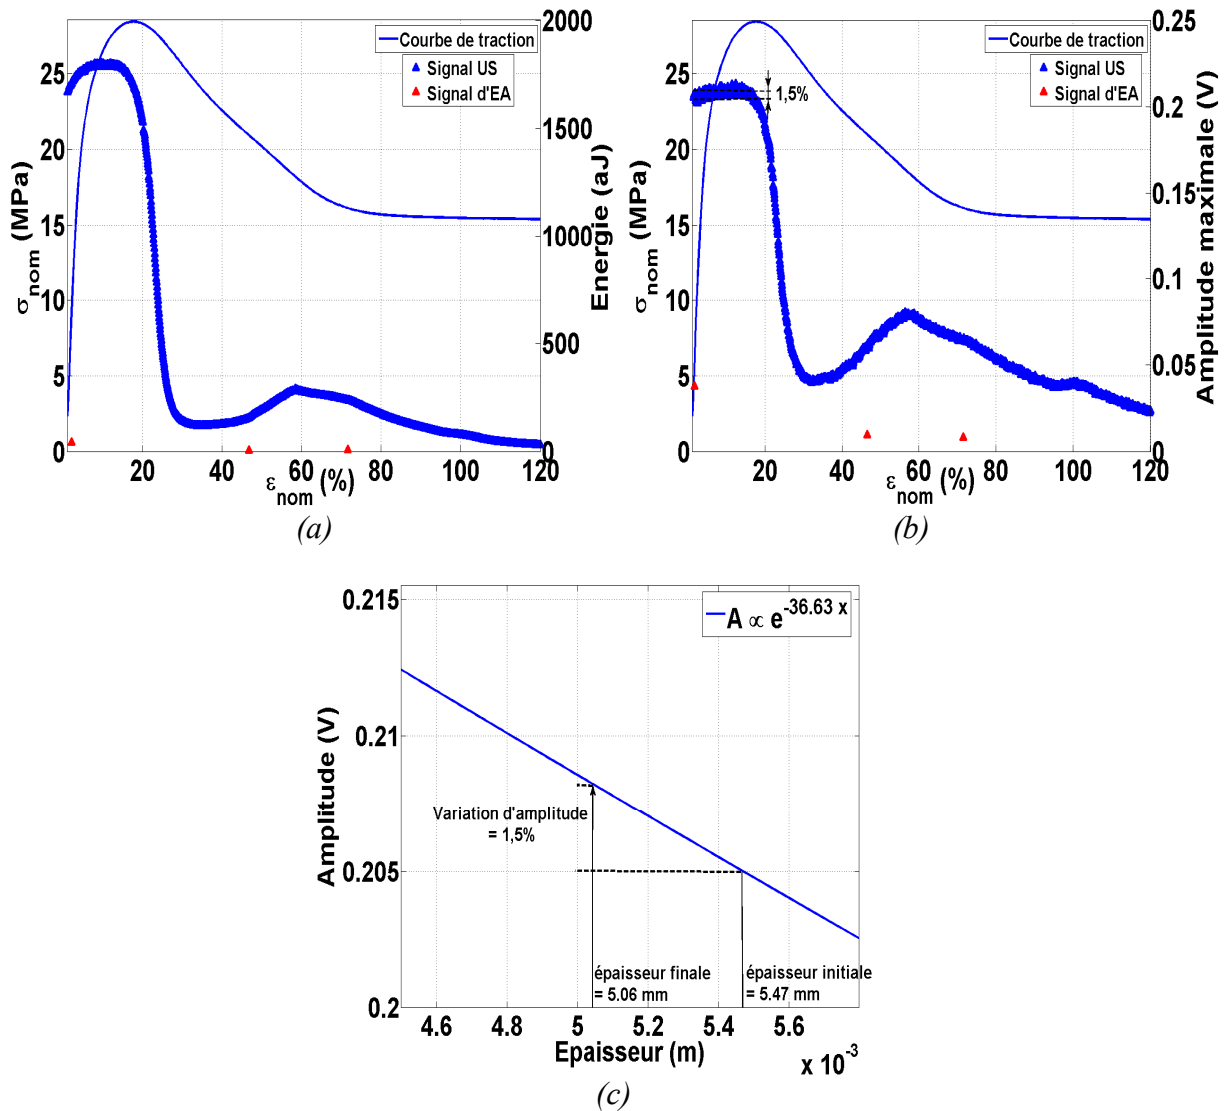 Courbe de traction
Signal US
Signal d'EA
σnom (MPa)
0
5
10
15
20
25
20
40
60
80
100
120
εnom (%)
0
500
1000
1500
2000
Energie (aJ)
(a)
Courbe de traction
Signal US
Signal d'EA
1,5%
σnom (MPa)
0
5
10
15
20
25
20
40
60
80
100
120
εnom (%)
0
0.05
0.1
0.15
0.2
0.25
Amplitude maximale (V)
(b)
A ∝ e-36.63 x
Amplitude (V)
0.215
0.21
0.205
0.2
Variation d'amplitude
= 1,5%
épaisseur finale
= 5.06 mm
épaisseur initiale
= 5.47 mm
4.6
4.8
5
5.2
5.4
5.6
Epaisseur (m)
x 10-3
(c)